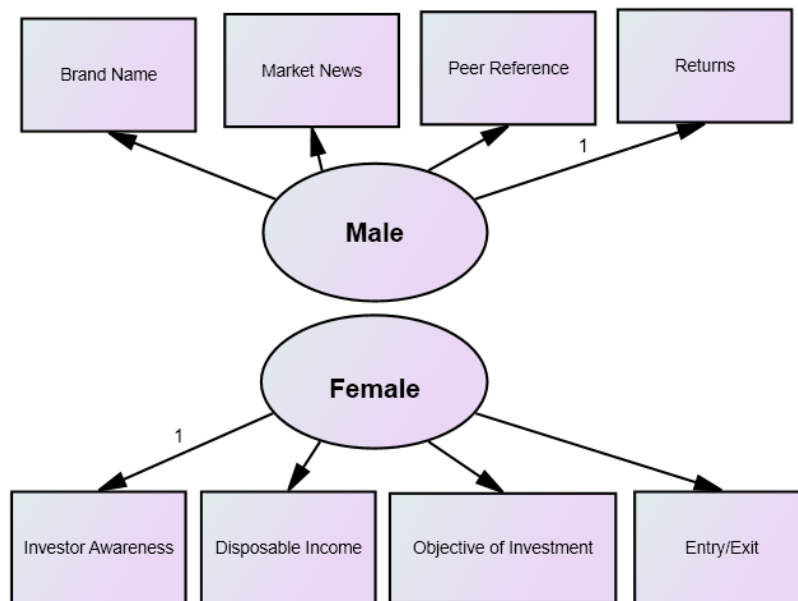 Brand Name
Market News
Peer Reference
Returns
1
Male
Female
1
Investor Awareness
Disposable Income
Objective of Investment
Entry/Exit